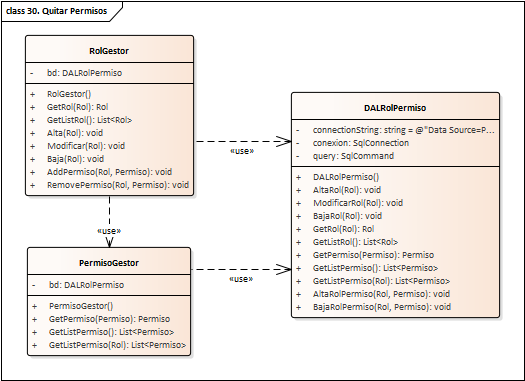 class 30. Quitar Permisos
RolGestor
- bd: DALRolPermiso
+ RolGestor()
+ GetRol(Rol): Rol
+ GetListRol(): List<Rol>
+ Alta(Rol): void
+ Modificar(Rol): void
+ Baja(Rol): void
+ AddPermiso(Rol, Permiso): void
+ RemovePermiso(Rol, Permiso): void
«use»
«use»
PermisoGestor
- bd: DALRolPermiso
+ PermisoGestor()
+ GetPermiso(Permiso): Permiso
+ GetListPermiso(): List<Permiso>
+ GetListPermiso(Rol): List<Permiso>
«use»
DALRolPermiso
- connectionString: string = @"Data Source=P...
- conexion: SqlConnection
- query: SqlCommand
+ DALRolPermiso()
+ AltaRol(Rol): void
+ ModificarRol(Rol): void
+ BajaRol(Rol): void
+ GetRol(Rol): Rol
+ GetListRol(): List<Rol>
+ GetPermiso(Permiso): Permiso
+ GetListPermiso(): List<Permiso>
+ GetListPermiso(Rol): List<Permiso>
+ AltaRolPermiso(Rol, Permiso): void
+ BajaRolPermiso(Rol, Permiso): void